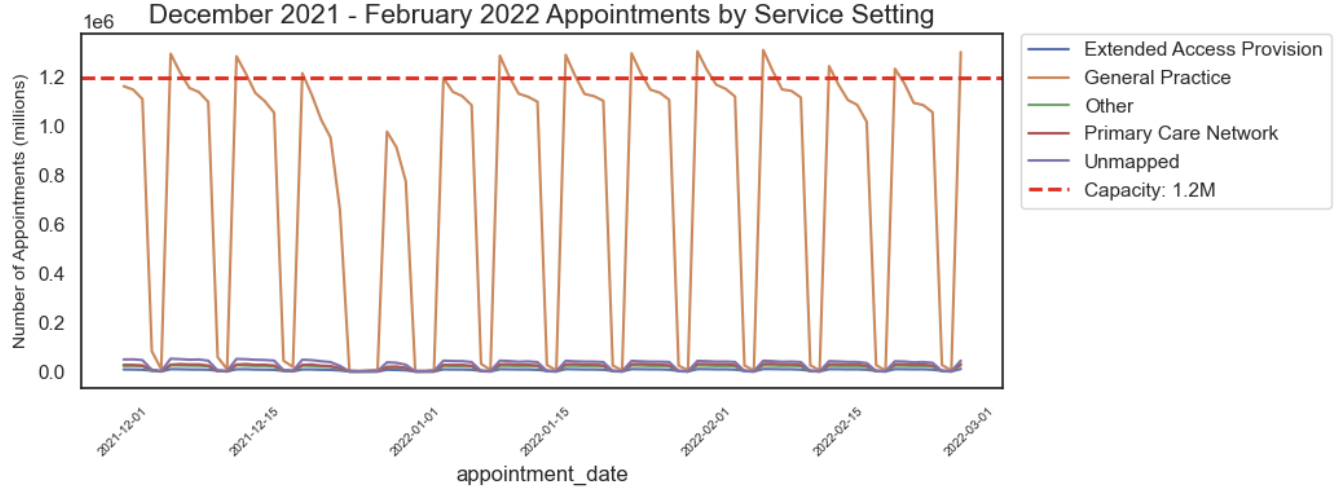 December 2021 - February 2022 Appointments by Service Setting
1e6
Number of Appointments (millions)
1.2
1.0
0.8
0.6
0.4
0.2
0.0
2021-12-01
2021-12-15
2022-01-01
2022-01-15
2022-02-01
2022-02-15
2022-03-01
appointment_date
Extended Access Provision
General Practice
Other
Primary Care Network
Unmapped
Capacity: 1.2M